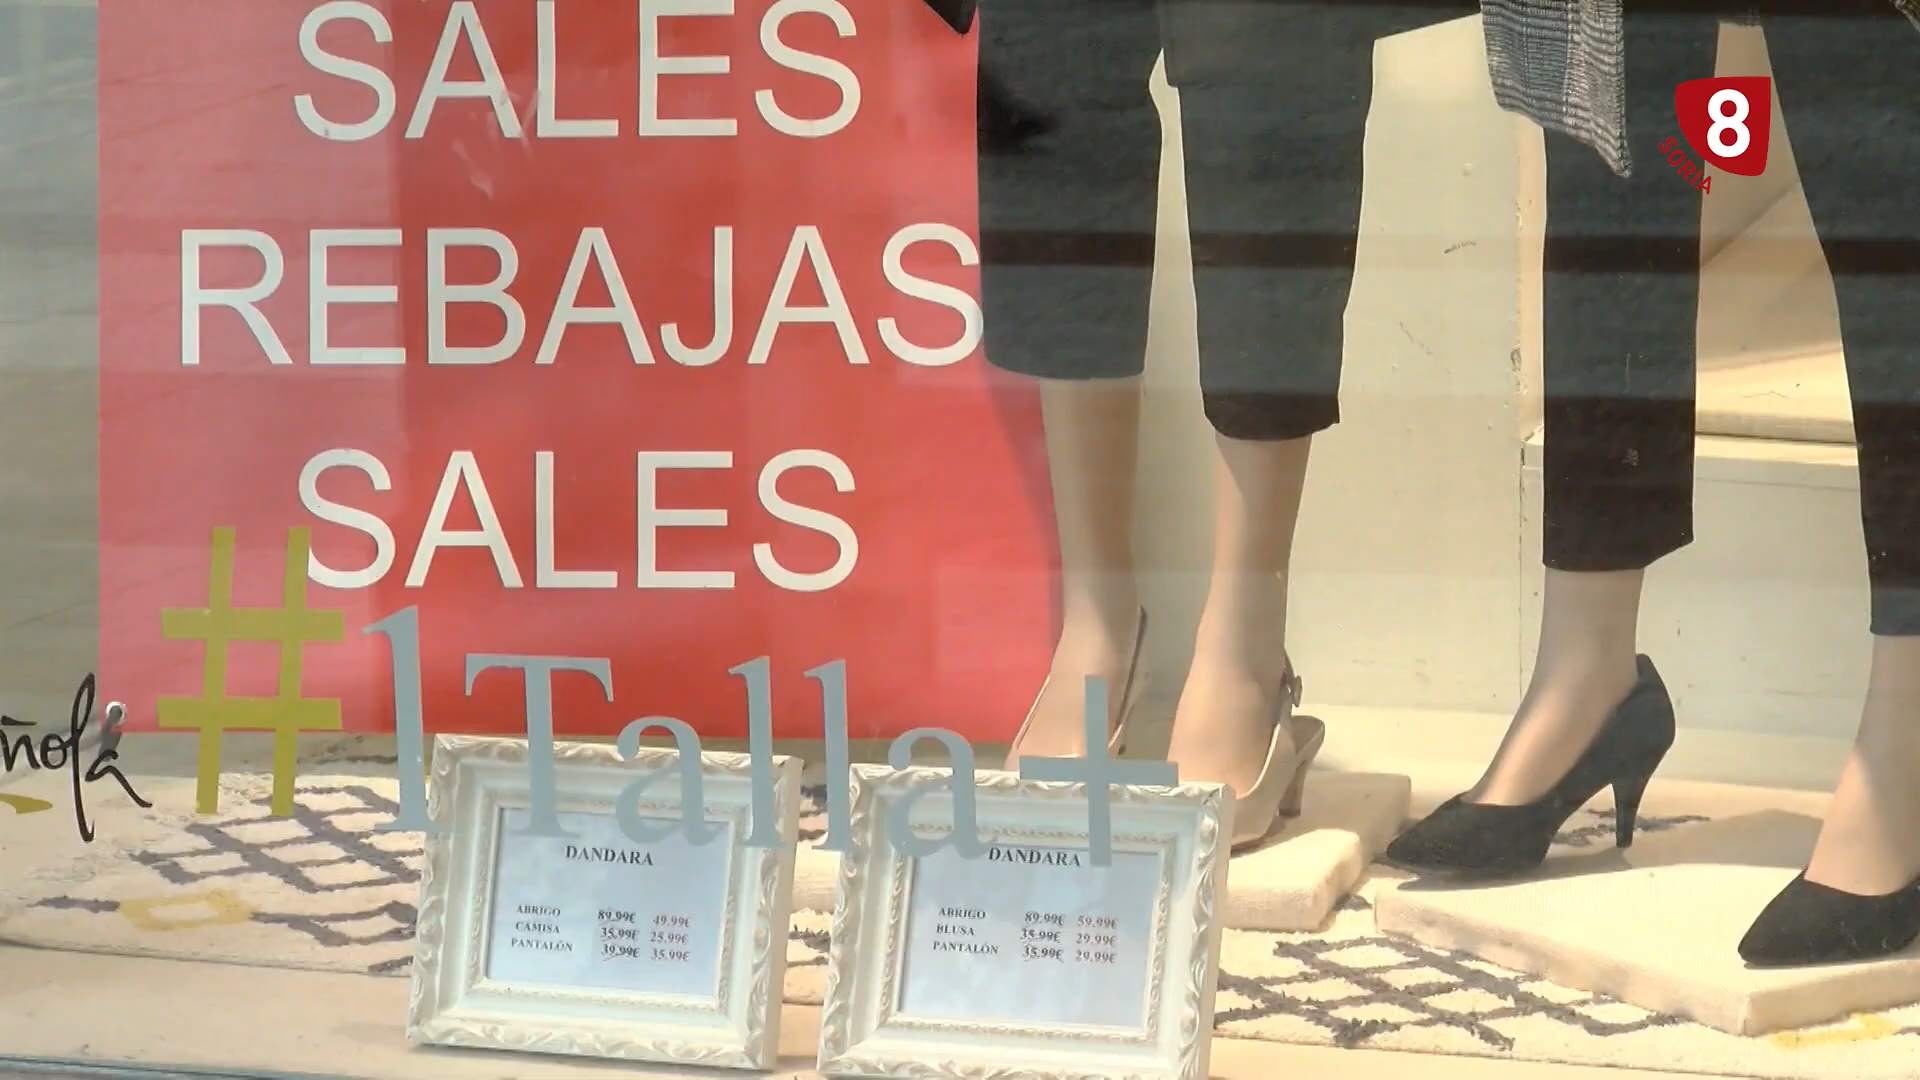 SALES
REBAJAS
SALES
8
SORIA
ñola
#1Talla+
DANDARA
ABRIGO 89.99€ 49.99€
CAMISA 35.99€ 25.99€
PANTALÓN 39.99€ 35.99€
DANDARA
ABRIGO 89.99€ 59.99€
BLUSA 35.99€ 29.99€
PANTALÓN 35.99€ 29.99€